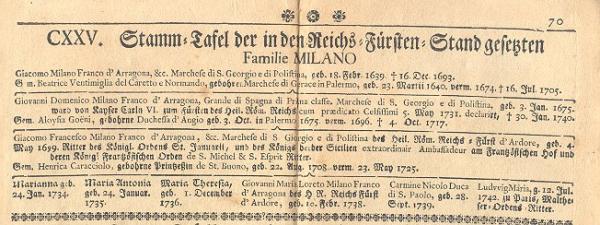 70
CXXV. Stamm-Tafel der in den Reichs-Fürsten-Stand gesetzten
Familie MILANO
Giacomo Milano Franco d' Arragona, &c. Marchese di S. Georgio e di Polistina, geb. 18. Febr. 1639. † 16. Dec. 1693.
Gem. Beatrice Ventimiglia del Caretto e Normando, gebohrne Marchese di Gerace in Palermo, geb. 23. Martii 1640. verm. 1674. † 16. Jul. 1705.
Giovanni Domenico Milano Franco d' Arragona, Grande di Spagna di Prima classe, Marchese di S. Georgio e di Polistina, geb. 3. Jan. 1675.
ward von Kayser Carln VI. zum Fürsten des Heil. Röm. Reichs cum prædicato Celsissimi 5. May 1731. declarirt, † 30. Jan. 1740.
Gem. Aloysia Goëni, gebohrne Duchessa d'Angio geb. 3. Oct. in Palermo 1675. verm. 1696. † 4. Oct. 1717.
Giacomo Francesco Milano Franco d' Arragona, &c. Marchese di S. Giorgio e di Polistina des Heil. Röm. Reichs Fürst d'Ardore, geb. 4.
May 1699. Ritter des Königl. Ordens St. Januarii, und des Königs beyder Sicilien extraordinair Ambassadeur am Französischen Hof und
deren Königl. Französischen Orden de S. Michel & S. Esprit Ritter.
Gem. Henrica Caracciolo, gebohrne Printzeßin de St. Buono, geb. 22. Aug. 1708 verm. 23. May 1725.
Marianna geb. 24. Jan. 1734.
Maria Antonia geb. 24. Januar 1735.
Maria Theresia, geb. 1. December 1736.
Giovanni Maria Loreto Milano Franco d' Arragona des H R. Reichs Fürst d' Ardore, geb. 10. Febr. 1738.
Carmine Nicolo Duca di S. Paolo, geb. 28. Sept. 1739.
Ludwig Maria, g. 12. Jul. 1742. zu Paris, Maltheser-Ordens-Ritter.